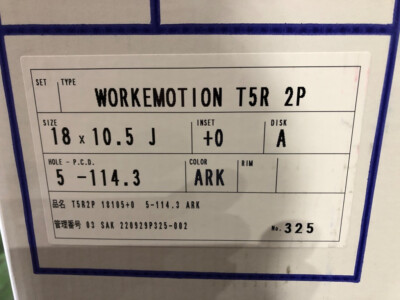 SET TYPE
WORKEMOTION T5R 2P
SIZE INSET DISK
18 x 10.5 J +0 A
HOLE - P.C.D. COLOR RIM
5 -114.3 ARK
品名 T5R2P 18105+0 5-114.3 ARK
管理番号 03 SAK 220929P325-002 No. 325